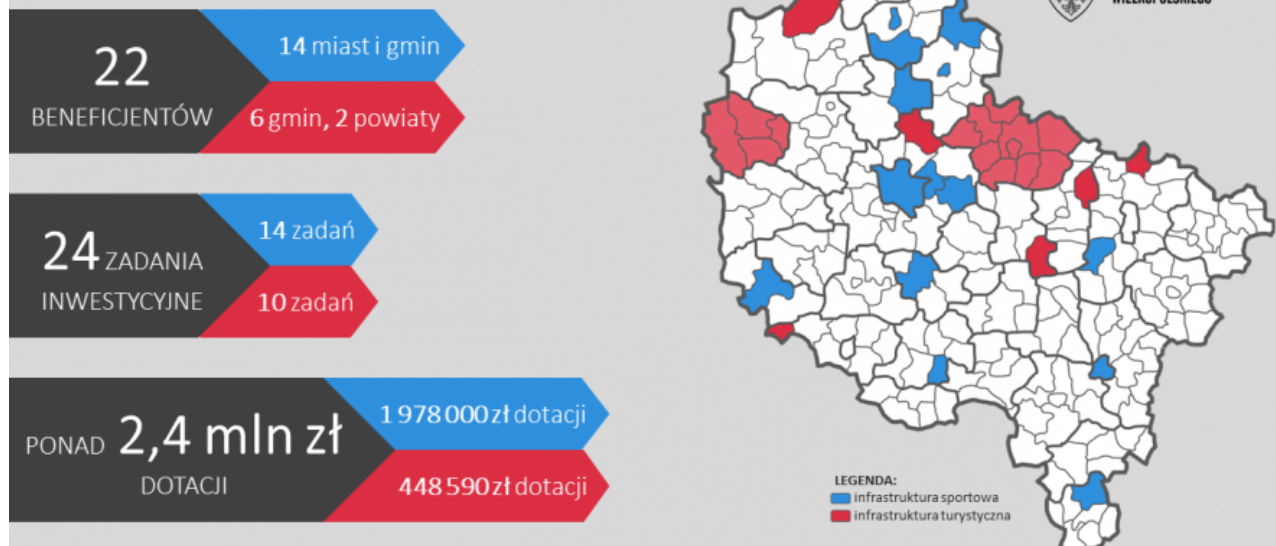 WIELKOPOLSKIEGO
22
BENEFICJENTÓW
14 miast i gmin
6 gmin, 2 powiaty
24 ZADANIA
INWESTYCYJNE
14 zadań
10 zadań
PONAD 2,4 mln zł
DOTACJI
1 978 000 zł dotacji
448 590 zł dotacji
LEGENDA:
infrastruktura sportowa
infrastruktura turystyczna